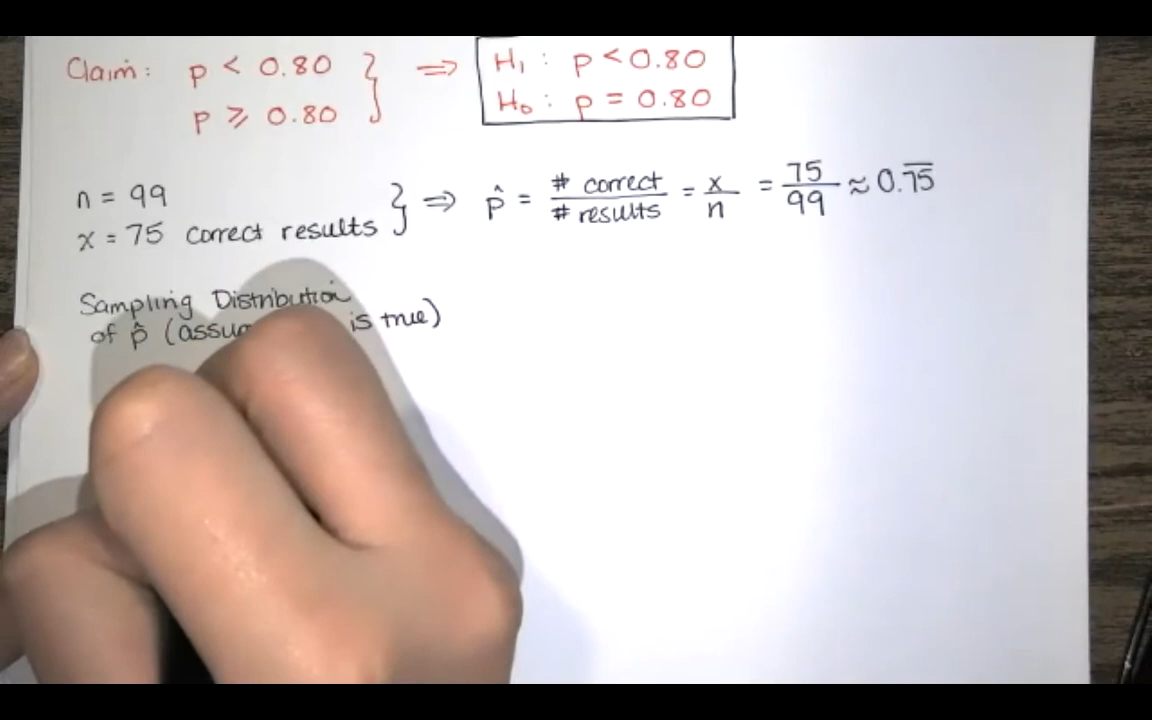 Claim: p < 0.80 } ⇒ H₁ : p < 0.80
p ⩾ 0.80 H₀ : p = 0.80
n = 99
x = 75 correct results } ⇒ p̂ = # correct / # results = x / n = 75 / 99 ≈ 0.7̅5̅
Sampling Distribution
of p̂ (assum is true)